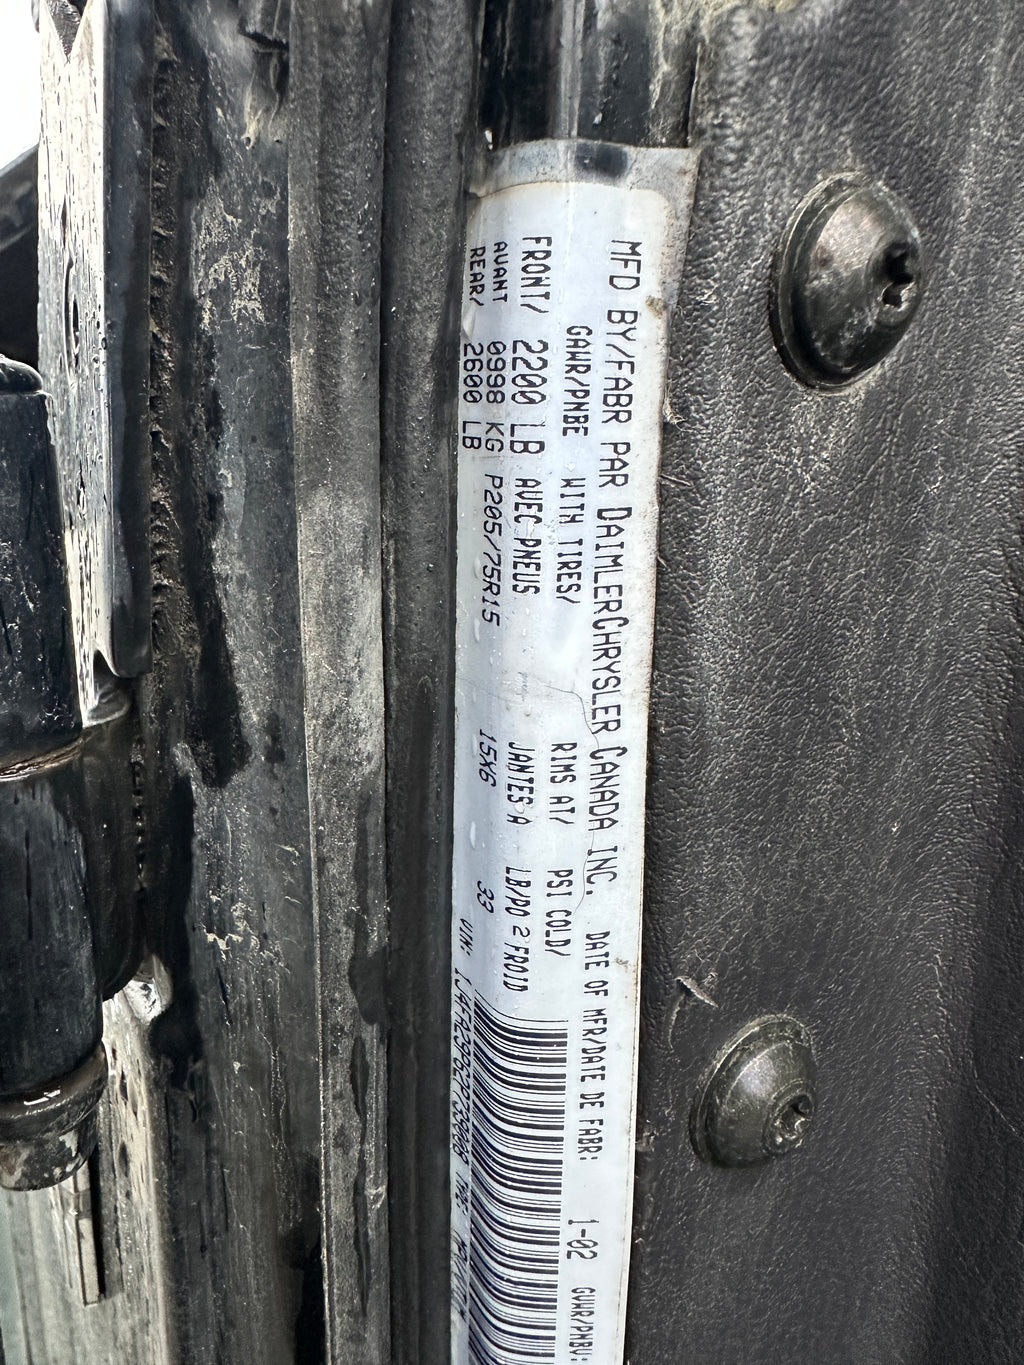 MFD BY/FABR PAR DAIMLERCHRYSLER CANADA INC. DATE OF MFR/DATE DE FABR: 1-02 GVWR/PNBV:
GAWR/PNBE WITH TIRES/ RIMS AT/ PSI COLD/
FRONT/ 2200 LB AVEC PNEUS JANTES A LB/PO 2 FROID
AVANT 0998 KG P205/75R15 15X6 33
REAR/ 2600 LB
VIN: